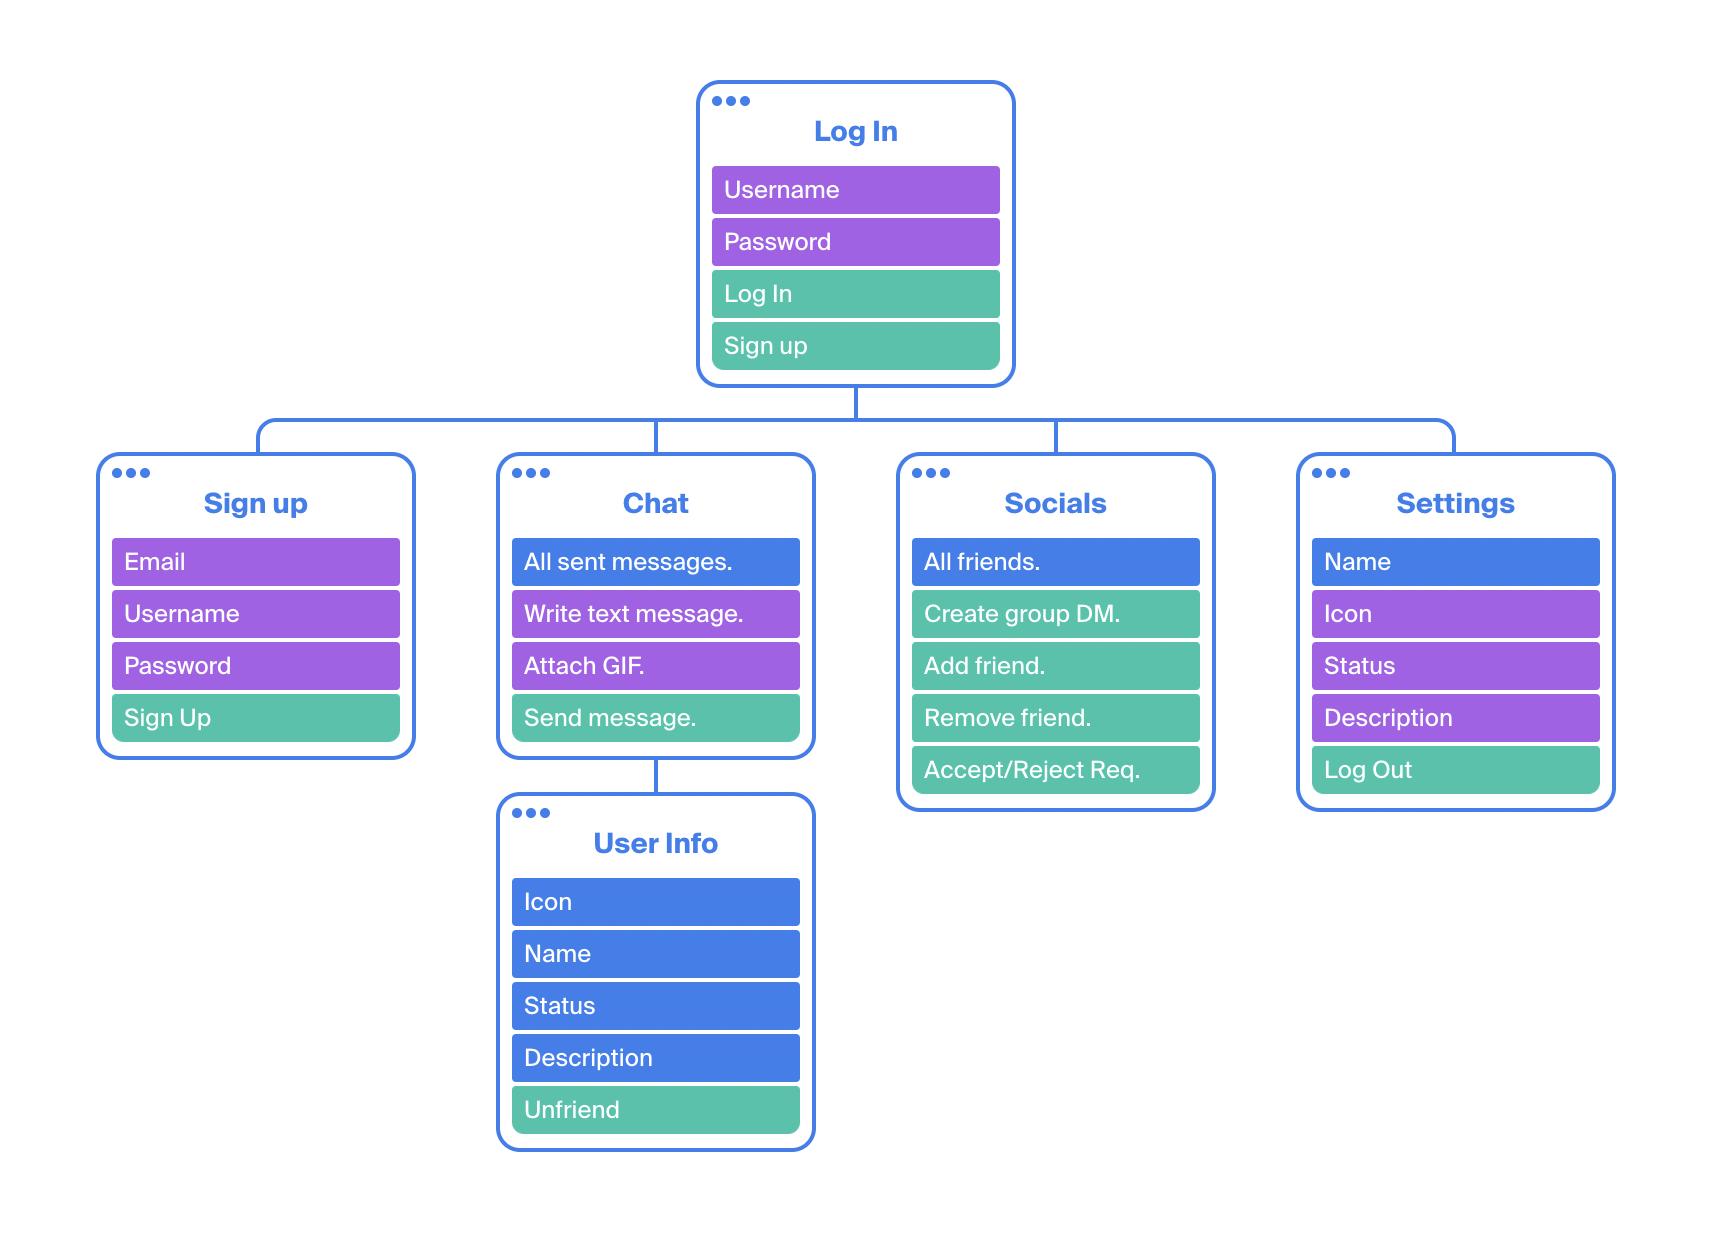 Log In
Username
Password
Log In
Sign up
Sign up
Email
Username
Password
Sign Up
Chat
All sent messages.
Write text message.
Attach GIF.
Send message.
Socials
All friends.
Create group DM.
Add friend.
Remove friend.
Accept/Reject Req.
Settings
Name
Icon
Status
Description
Log Out
User Info
Icon
Name
Status
Description
Unfriend